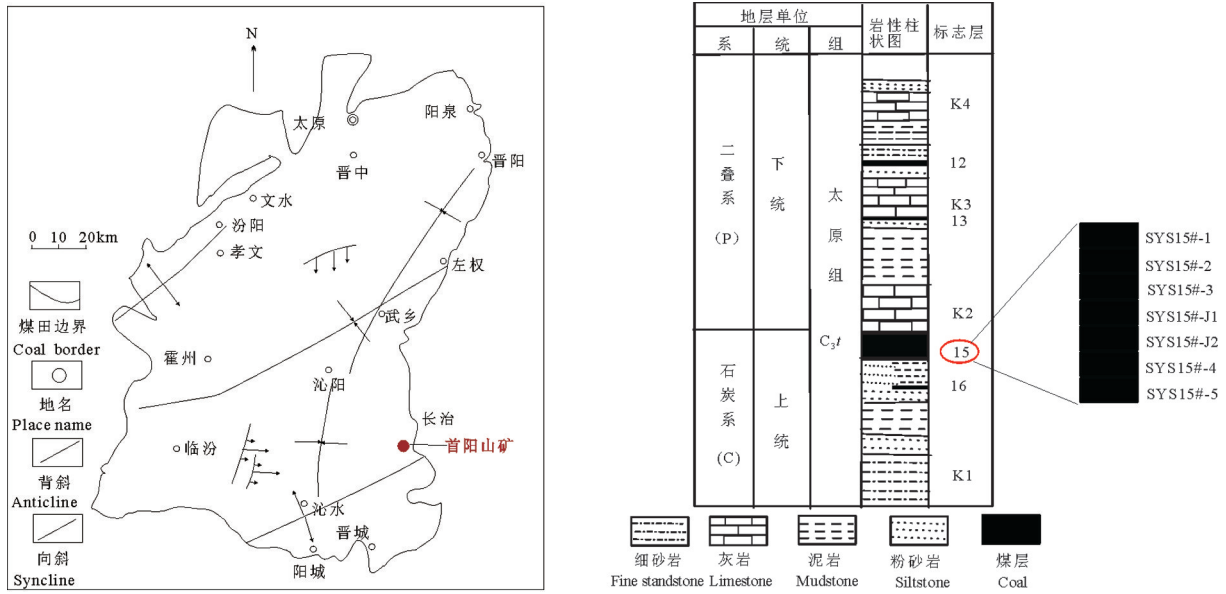 N
阳泉
太原
晋中
晋阳
文水
汾阳
孝文
0 10 20km
左权
武乡
煤田边界
Coal border
霍州
沁阳
地名
Place name
长治
临汾
首阳山矿
背斜
Anticline
沁水
晋城
向斜
Syncline
阳城
地层单位
岩性柱状图
标志层
系
统
组
K4
二叠系(P)
下统
太原组
C₃t
12
K3
13
K2
15
石炭系(C)
上统
16
K1
SYS15#-1
SYS15#-2
SYS15#-3
SYS15#-J1
SYS15#-J2
SYS15#-4
SYS15#-5
细砂岩
Fine standstone
灰岩
Limestone
泥岩
Mudstone
粉砂岩
Siltstone
煤层
Coal